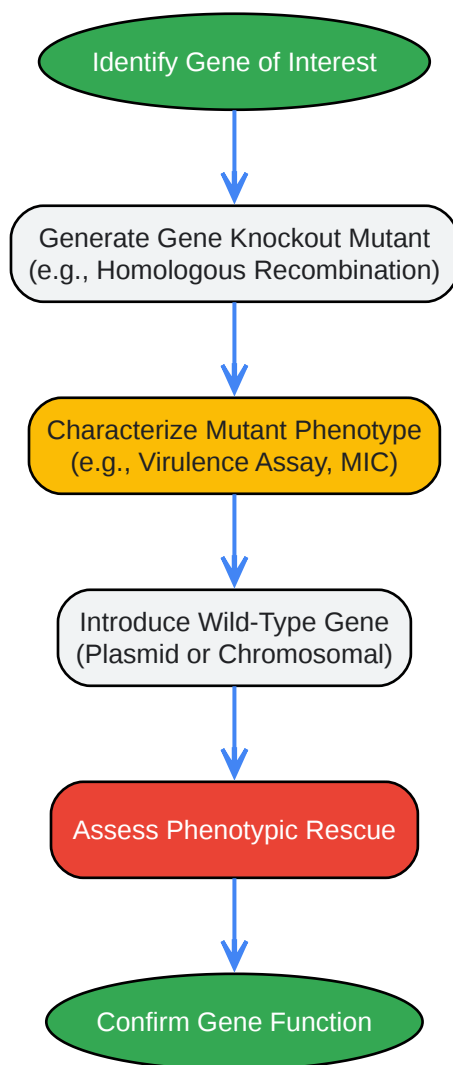 Identify Gene of Interest
Generate Gene Knockout Mutant
(e.g., Homologous Recombination)
Characterize Mutant Phenotype
(e.g., Virulence Assay, MIC)
Introduce Wild-Type Gene
(Plasmid or Chromosomal)
Assess Phenotypic Rescue
Confirm Gene Function